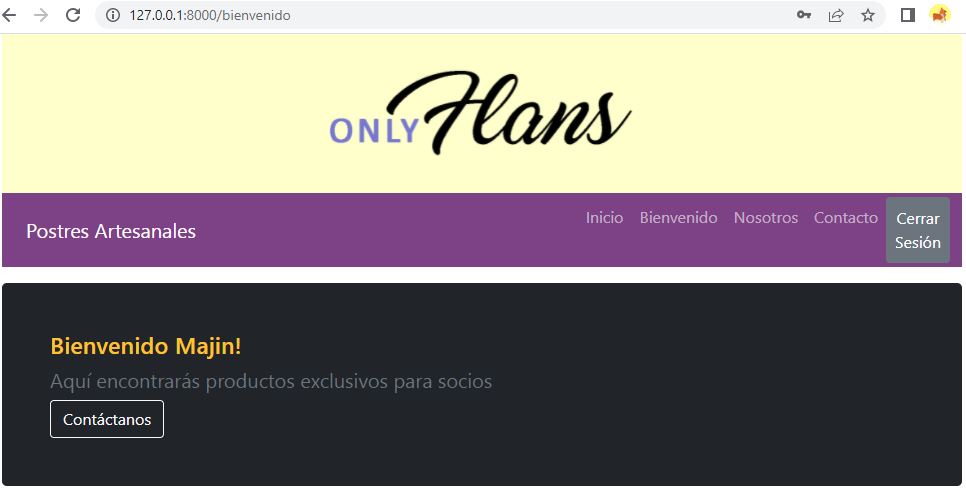 127.0.0.1:8000/bienvenido
ONLY Flans
Postres Artesanales
Inicio Bienvenido Nosotros Contacto Cerrar Sesión
Bienvenido Majin!
Aquí encontrarás productos exclusivos para socios
Contáctanos